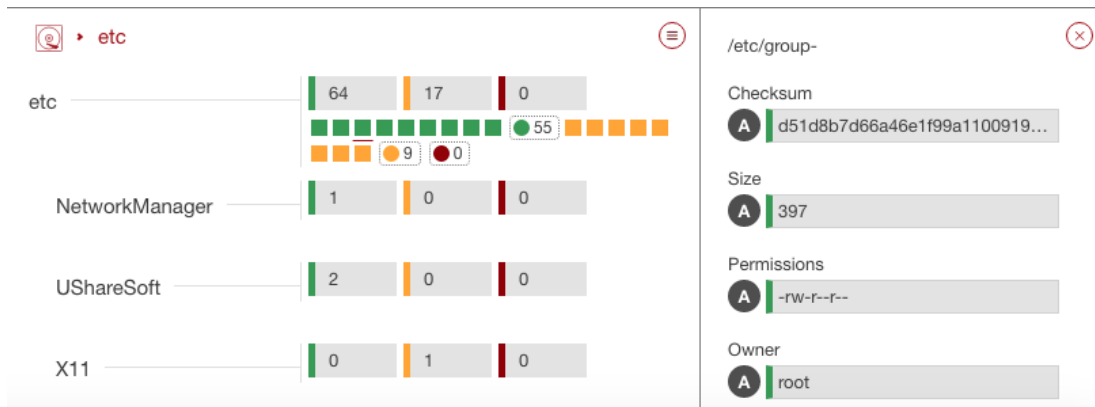 etc
etc 64 17 0
55
9 0
NetworkManager 1 0 0
UShareSoft 2 0 0
X11 0 1 0
/etc/group-
Checksum
A d51d8b7d66a46e1f99a1100919...
Size
A 397
Permissions
A -rw-r--r--
Owner
A root